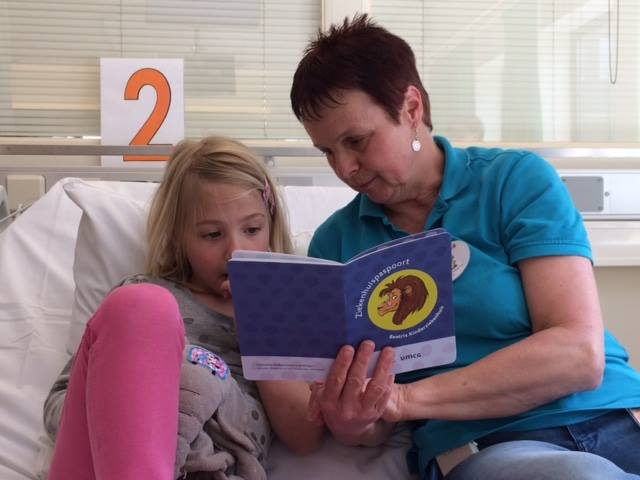 2
Ziekenhuispaspoort
Beatrix Kinderziekenhuis
umcg